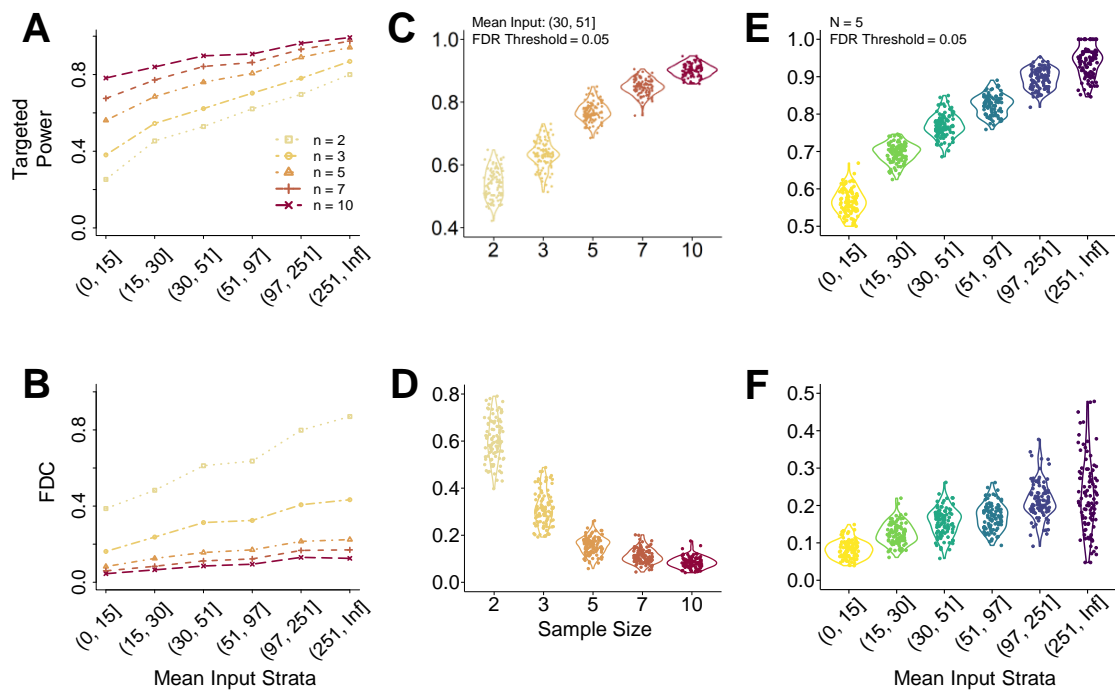 A
Targeted
Power
0.8
0.4
0.0
n = 2
n = 3
n = 5
n = 7
n = 10
(0, 15]
(15, 30]
(30, 51]
(51, 97]
(97, 251]
(251, Inf]
C
Mean Input: (30, 51]
FDR Threshold = 0.05
1.0
0.8
0.6
0.4
2 3 5 7 10
E
N = 5
FDR Threshold = 0.05
1.0
0.9
0.8
0.7
0.6
0.5
(0, 15]
(15, 30]
(30, 51]
(51, 97]
(97, 251]
(251, Inf]
B
FDC
0.8
0.4
0.0
(0, 15]
(15, 30]
(30, 51]
(51, 97]
(97, 251]
(251, Inf]
Mean Input Strata
D
0.8
0.6
0.4
0.2
0.0
2 3 5 7 10
Sample Size
F
0.5
0.4
0.3
0.2
0.1
0.0
(0, 15]
(15, 30]
(30, 51]
(51, 97]
(97, 251]
(251, Inf]
Mean Input Strata